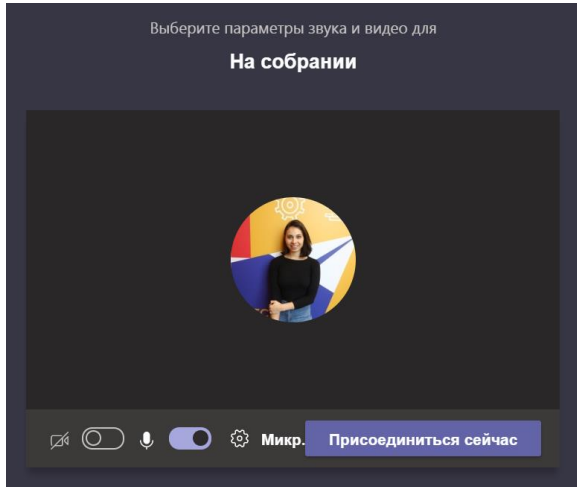 Выберите параметры звука и видео для
На собрании
Микр.
Присоединиться сейчас